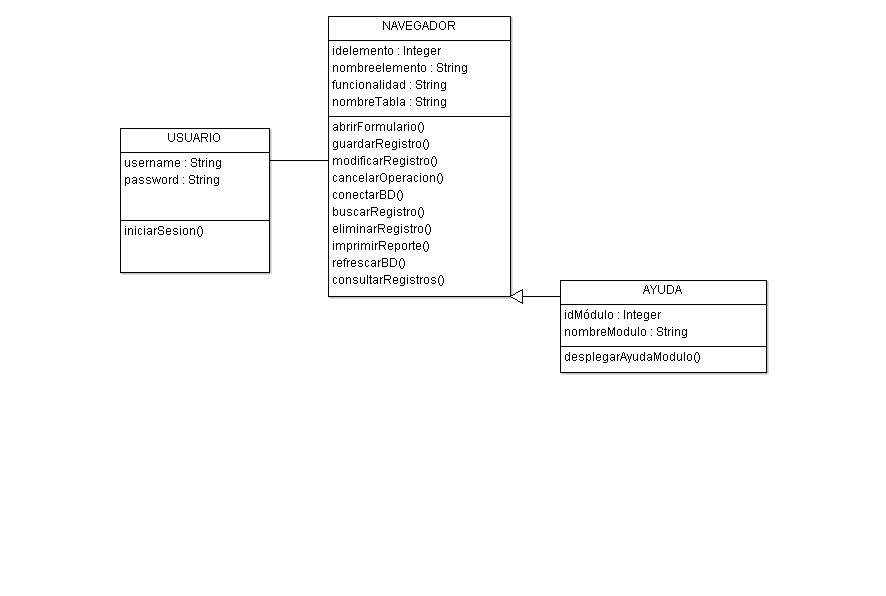 NAVEGADOR
idelemento : Integer
nombreelemento : String
funcionalidad : String
nombreTabla : String
abrirFormulario()
guardarRegistro()
modificarRegistro()
cancelarOperacion()
conectarBD()
buscarRegistro()
eliminarRegistro()
imprimirReporte()
refrescarBD()
consultarRegistros()
USUARIO
username : String
password : String
iniciarSesion()
AYUDA
idMódulo : Integer
nombreModulo : String
desplegarAyudaModulo()